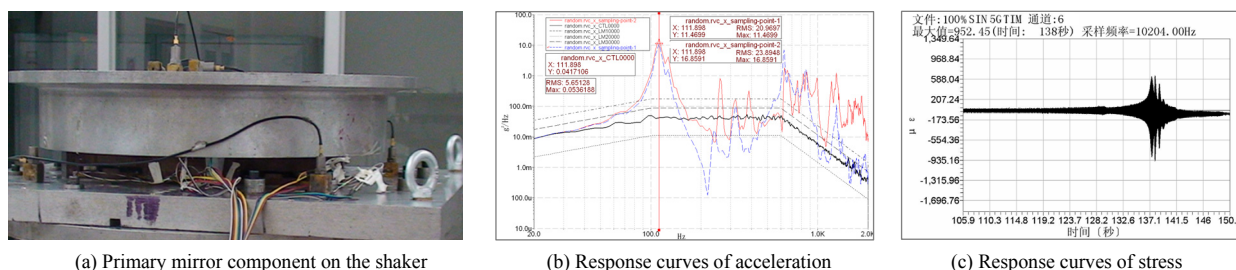 random.rvc_x_sampling-point-2
random.rvc_x_CTL0000
random.rvc_x_LM10000
random.rvc_x_LM20000
random.rvc_x_LM30000
random.rvc_x_sampling-point-1
random.rvc_x_CTL0000
X: 111.898
Y: 0.0417106
RMS: 5.65128
Max: 0.0536188
random.rvc_x_sampling-point-1
X: 111.898 RMS: 20.9697
Y: 11.4699 Max: 11.4699
random.rvc_x_sampling-point-2
X: 111.898 RMS: 23.8948
Y: 16.8591 Max: 16.8591
g²/Hz
100.0
10.0
1.0
100.0m
10.0m
1.0m
100.0u
10.0u
20.0 100.0 Hz 1.0K 2.0K
文件:100%SIN5GTIM 通道:6
最大值=952.45(时间: 138秒) 采样频率=10204.00Hz
1,349.64
968.84
588.04
207.24
-173.56
-554.36
-935.16
-1,315.96
-1,696.76
μ ε
105.9 110.3 114.8 119.2 123.7 128.2 132.6 137.1 141.5 146 150.
时间（秒）
(a) Primary mirror component on the shaker
(b) Response curves of acceleration
(c) Response curves of stress